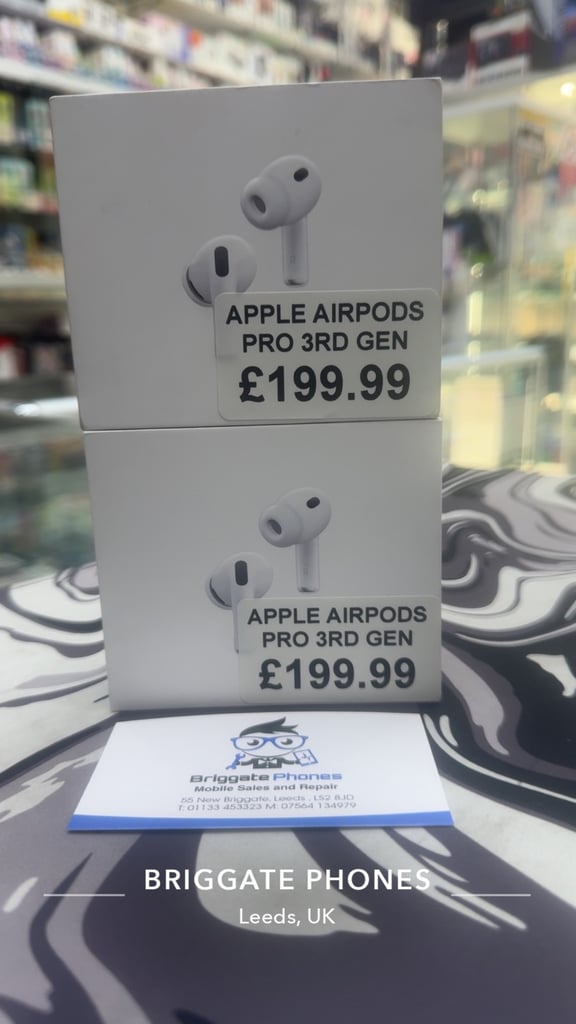 APPLE AIRPODS
PRO 3RD GEN
£199.99
APPLE AIRPODS
PRO 3RD GEN
£199.99
Briggate Phones
Mobile Sales and Repair
55 New Briggate, Leeds , LS2 8JD
T: 01133 453323 M: 07564 134979
BRIGGATE PHONES
Leeds, UK